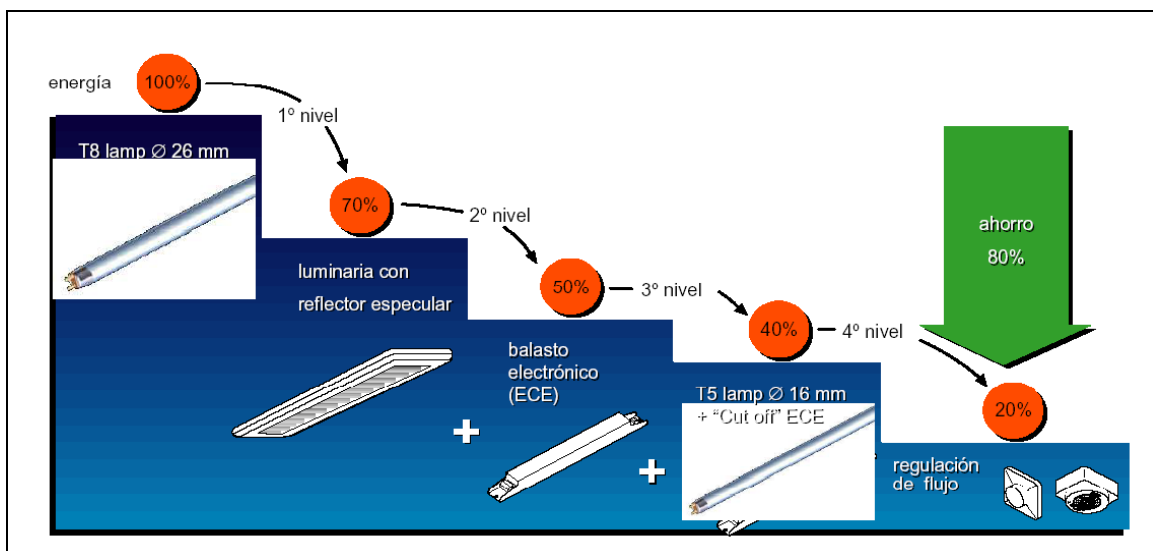 energía
100%
1º nivel
T8 lamp Ø 26 mm
70%
2º nivel
luminaria con
reflector especular
50%
3º nivel
balasto
electrónico
(ECE)
40%
4º nivel
T5 lamp Ø 16 mm
+ “Cut off” ECE
20%
regulación
de flujo
ahorro
80%